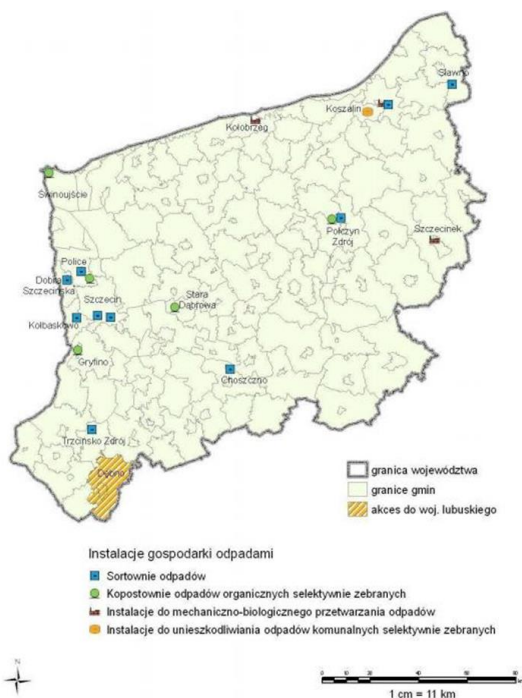 Sławno
Koszalin
Kołobrzeg
Świnoujście
Połczyn
Zdrój
Szczecinek
Police
Dobra
Szczecińska
Stara
Dąbrowa
Szczecin
Kołbaskowo
Gryfino
Choszczno
Trzcińsko Zdrój
Dębno
granica województwa
granice gmin
akces do woj. lubuskiego
Instalacje gospodarki odpadami
Sortownie odpadów
Kopostownie odpadów organicznych selektywnie zebranych
Instalacje do mechaniczno-biologicznego przetwarzania odpadów
Instalacje do unieszkodliwiania odpadów komunalnych selektywnie zebranych
N
1 cm = 11 km